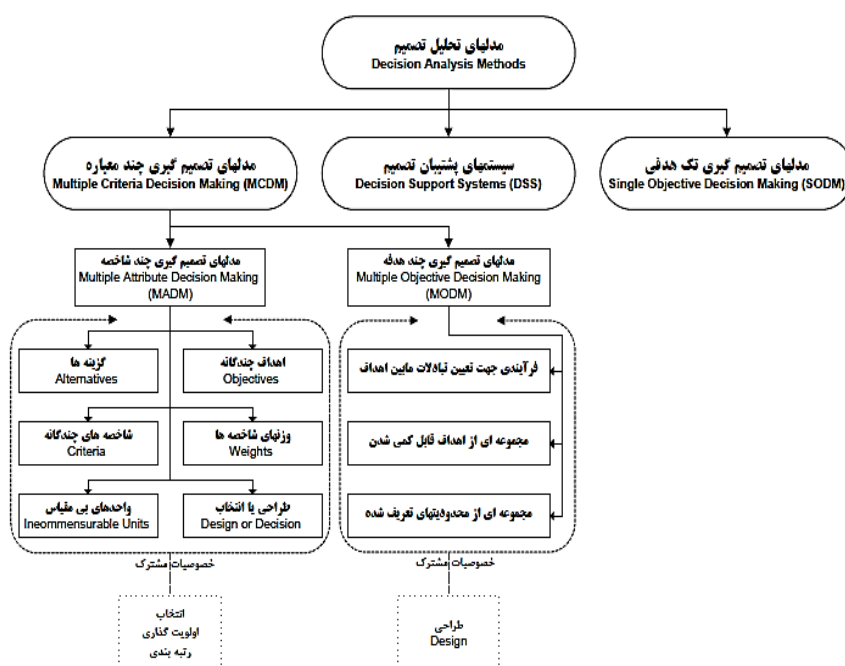 مدلهای تحلیل تصمیم
Decision Analysis Methods
مدلهای تصمیم گیری چند معیاره
Multiple Criteria Decision Making (MCDM)
سیستمهای پشتیبان تصمیم
Decision Support Systems (DSS)
مدلهای تصمیم گیری تک هدفی
Single Objective Decision Making (SODM)
مدلهای تصمیم گیری چند شاخصه
Multiple Attribute Decision Making
(MADM)
مدلهای تصمیم گیری چند هدفه
Multiple Objective Decision Making
(MODM)
گزینه ها
Alternatives
اهداف چندگانه
Objectives
شاخصه های چندگانه
Criteria
وزنهای شاخصه ها
Weights
واحدهای بی مقیاس
Ineommensurable Units
طراحی یا انتخاب
Design or Decision
فرآیندی جهت تعیین تبادلات مابین اهداف
مجموعه ای از اهداف قابل کمی شدن
مجموعه ای از محدودیتهای تعریف شده
خصوصیات مشترک
خصوصیات مشترک
انتخاب
اولویت گذاری
رتبه بندی
طراحی
Design